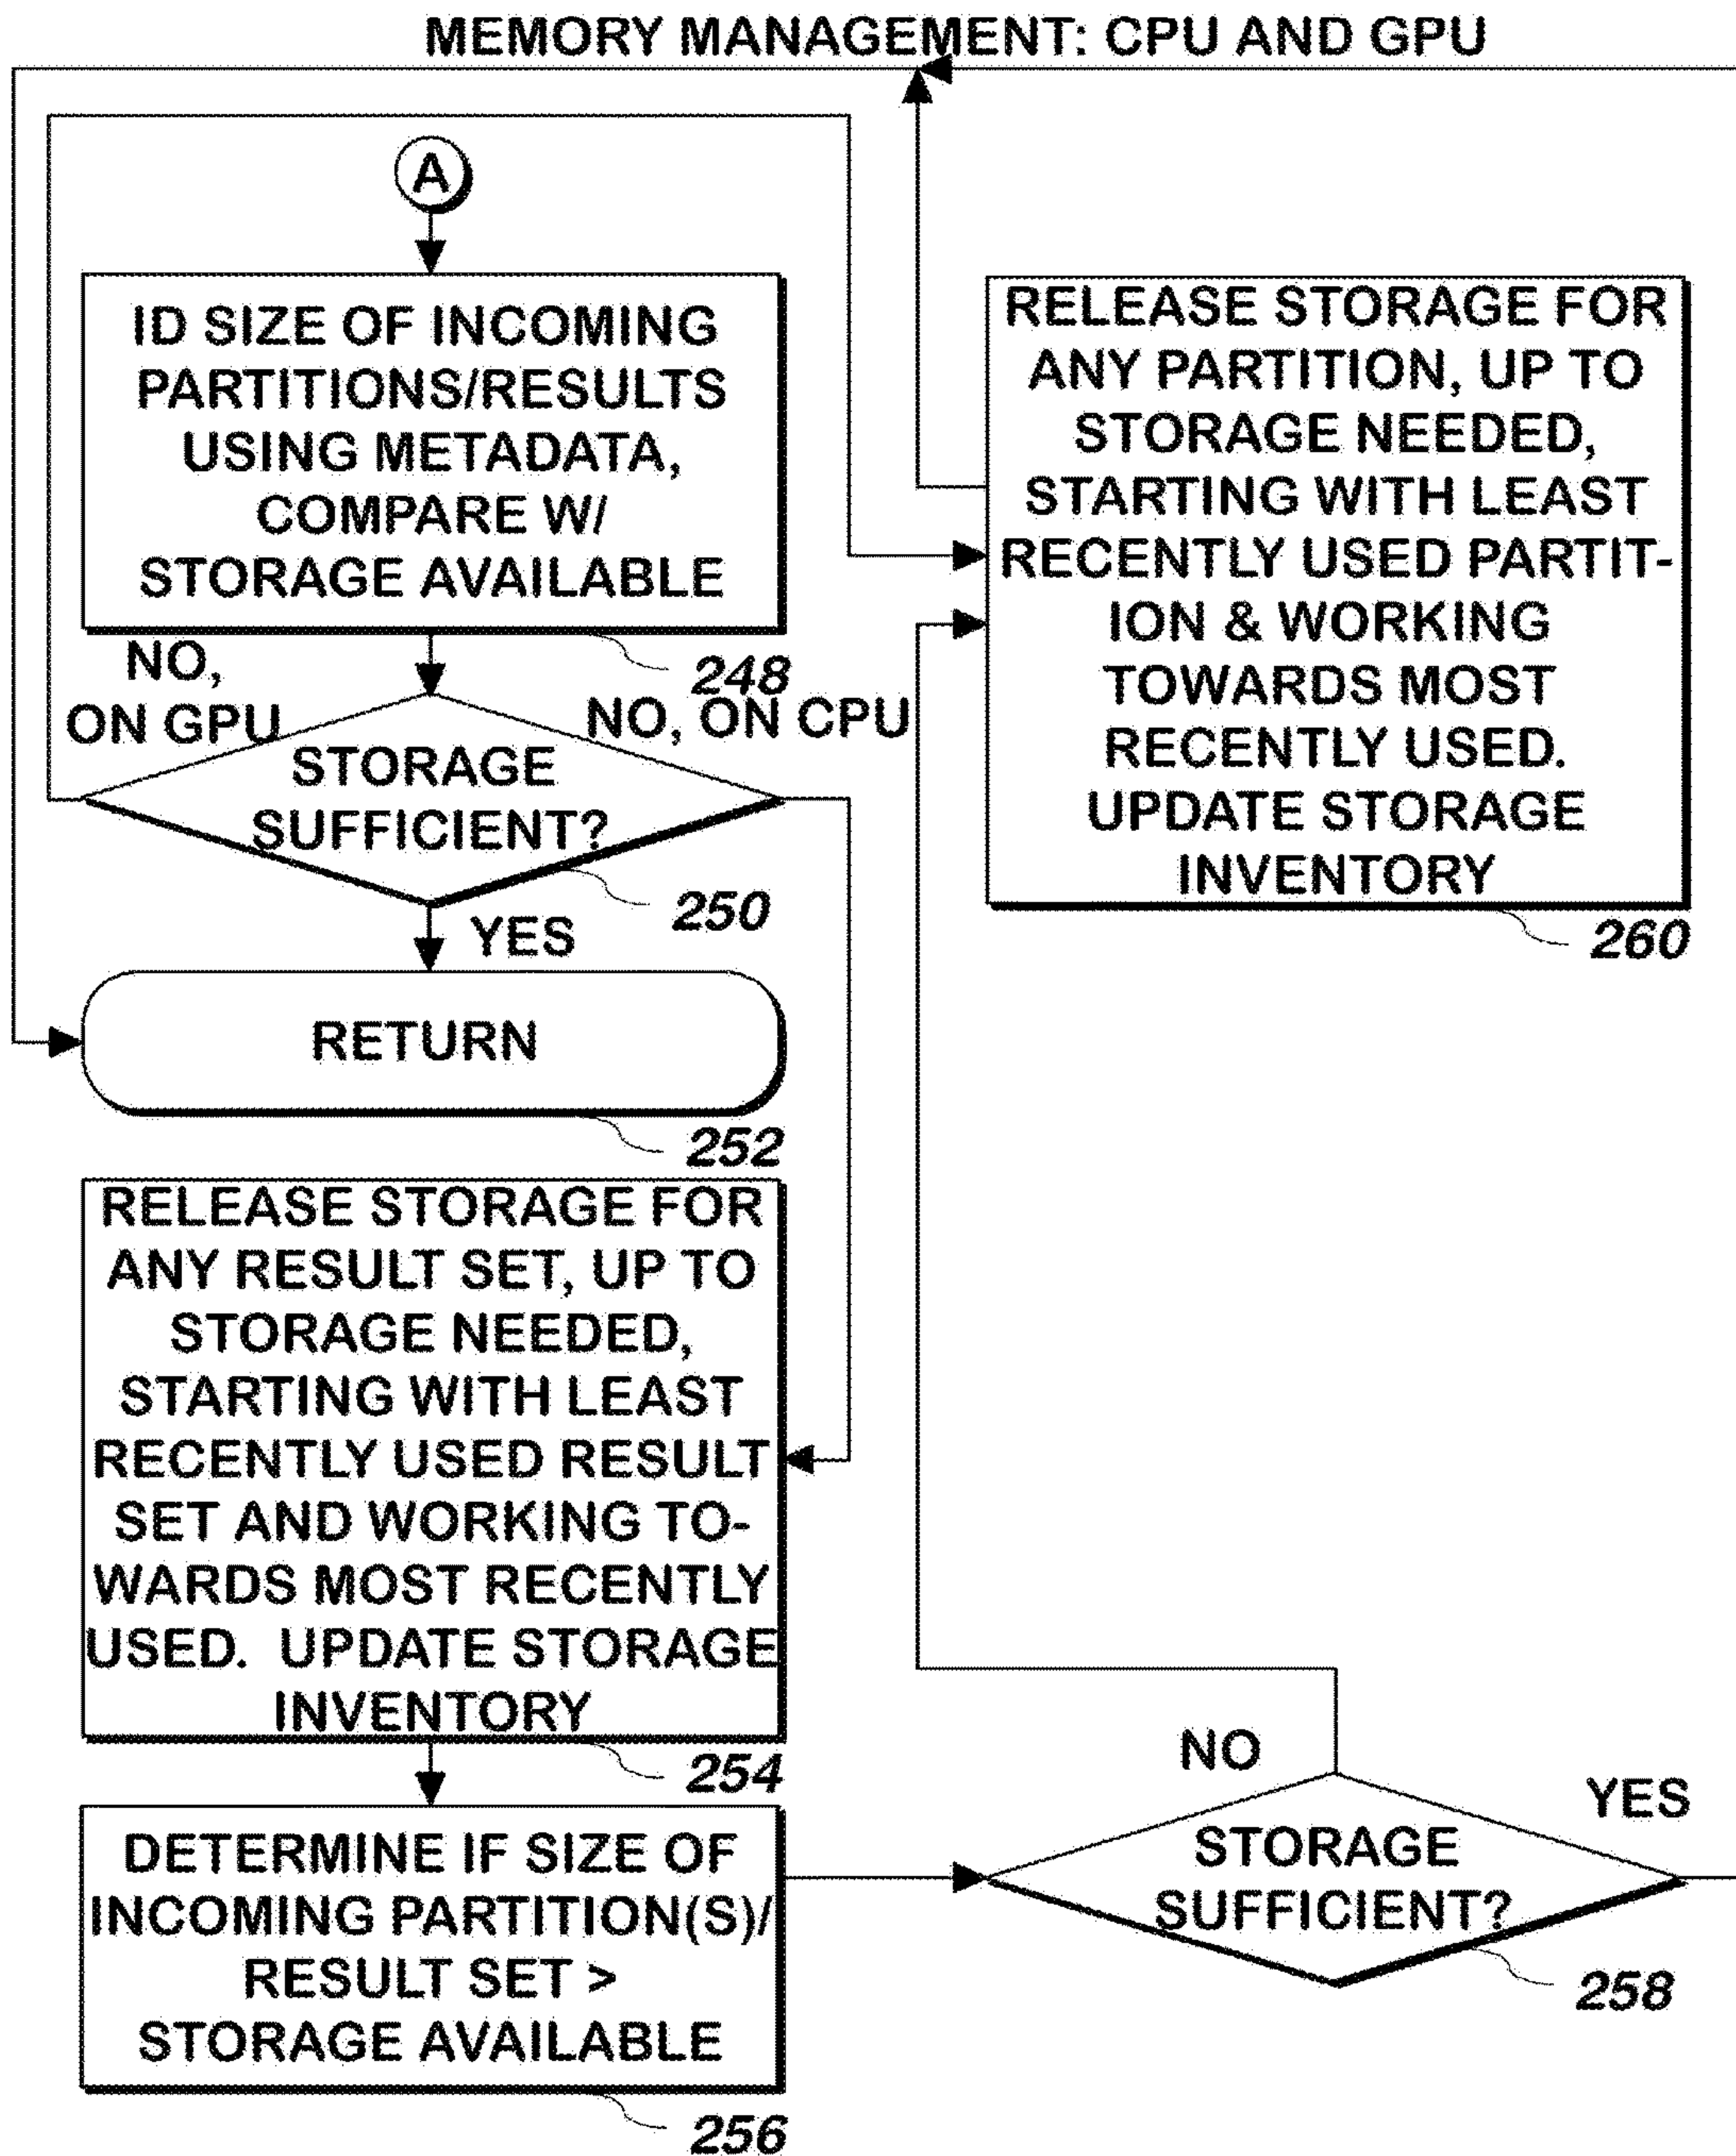 MEMORY MANAGEMENT: CPU AND GPU
A
ID SIZE OF INCOMING
PARTITIONS/RESULTS
USING METADATA,
COMPARE W/
STORAGE AVAILABLE
248
NO,
ON GPU
NO, ON CPU
STORAGE
SUFFICIENT?
250
YES
RETURN
252
RELEASE STORAGE FOR
ANY RESULT SET, UP TO
STORAGE NEEDED,
STARTING WITH LEAST
RECENTLY USED RESULT
SET AND WORKING TO-
WARDS MOST RECENTLY
USED.  UPDATE STORAGE
INVENTORY
254
DETERMINE IF SIZE OF
INCOMING PARTITION(S)/
RESULT SET >
STORAGE AVAILABLE
256
RELEASE STORAGE FOR
ANY PARTITION, UP TO
STORAGE NEEDED,
STARTING WITH LEAST
RECENTLY USED PARTIT-
ION & WORKING
TOWARDS MOST
RECENTLY USED.
UPDATE STORAGE
INVENTORY
260
NO
YES
STORAGE
SUFFICIENT?
258